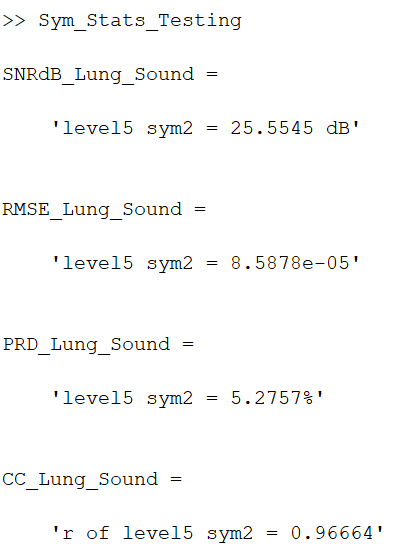 >> Sym_Stats_Testing
SNRdB_Lung_Sound =
'level5 sym2 = 25.5545 dB'
RMSE_Lung_Sound =
'level5 sym2 = 8.5878e-05'
PRD_Lung_Sound =
'level5 sym2 = 5.2757%'
CC_Lung_Sound =
'r of level5 sym2 = 0.96664'